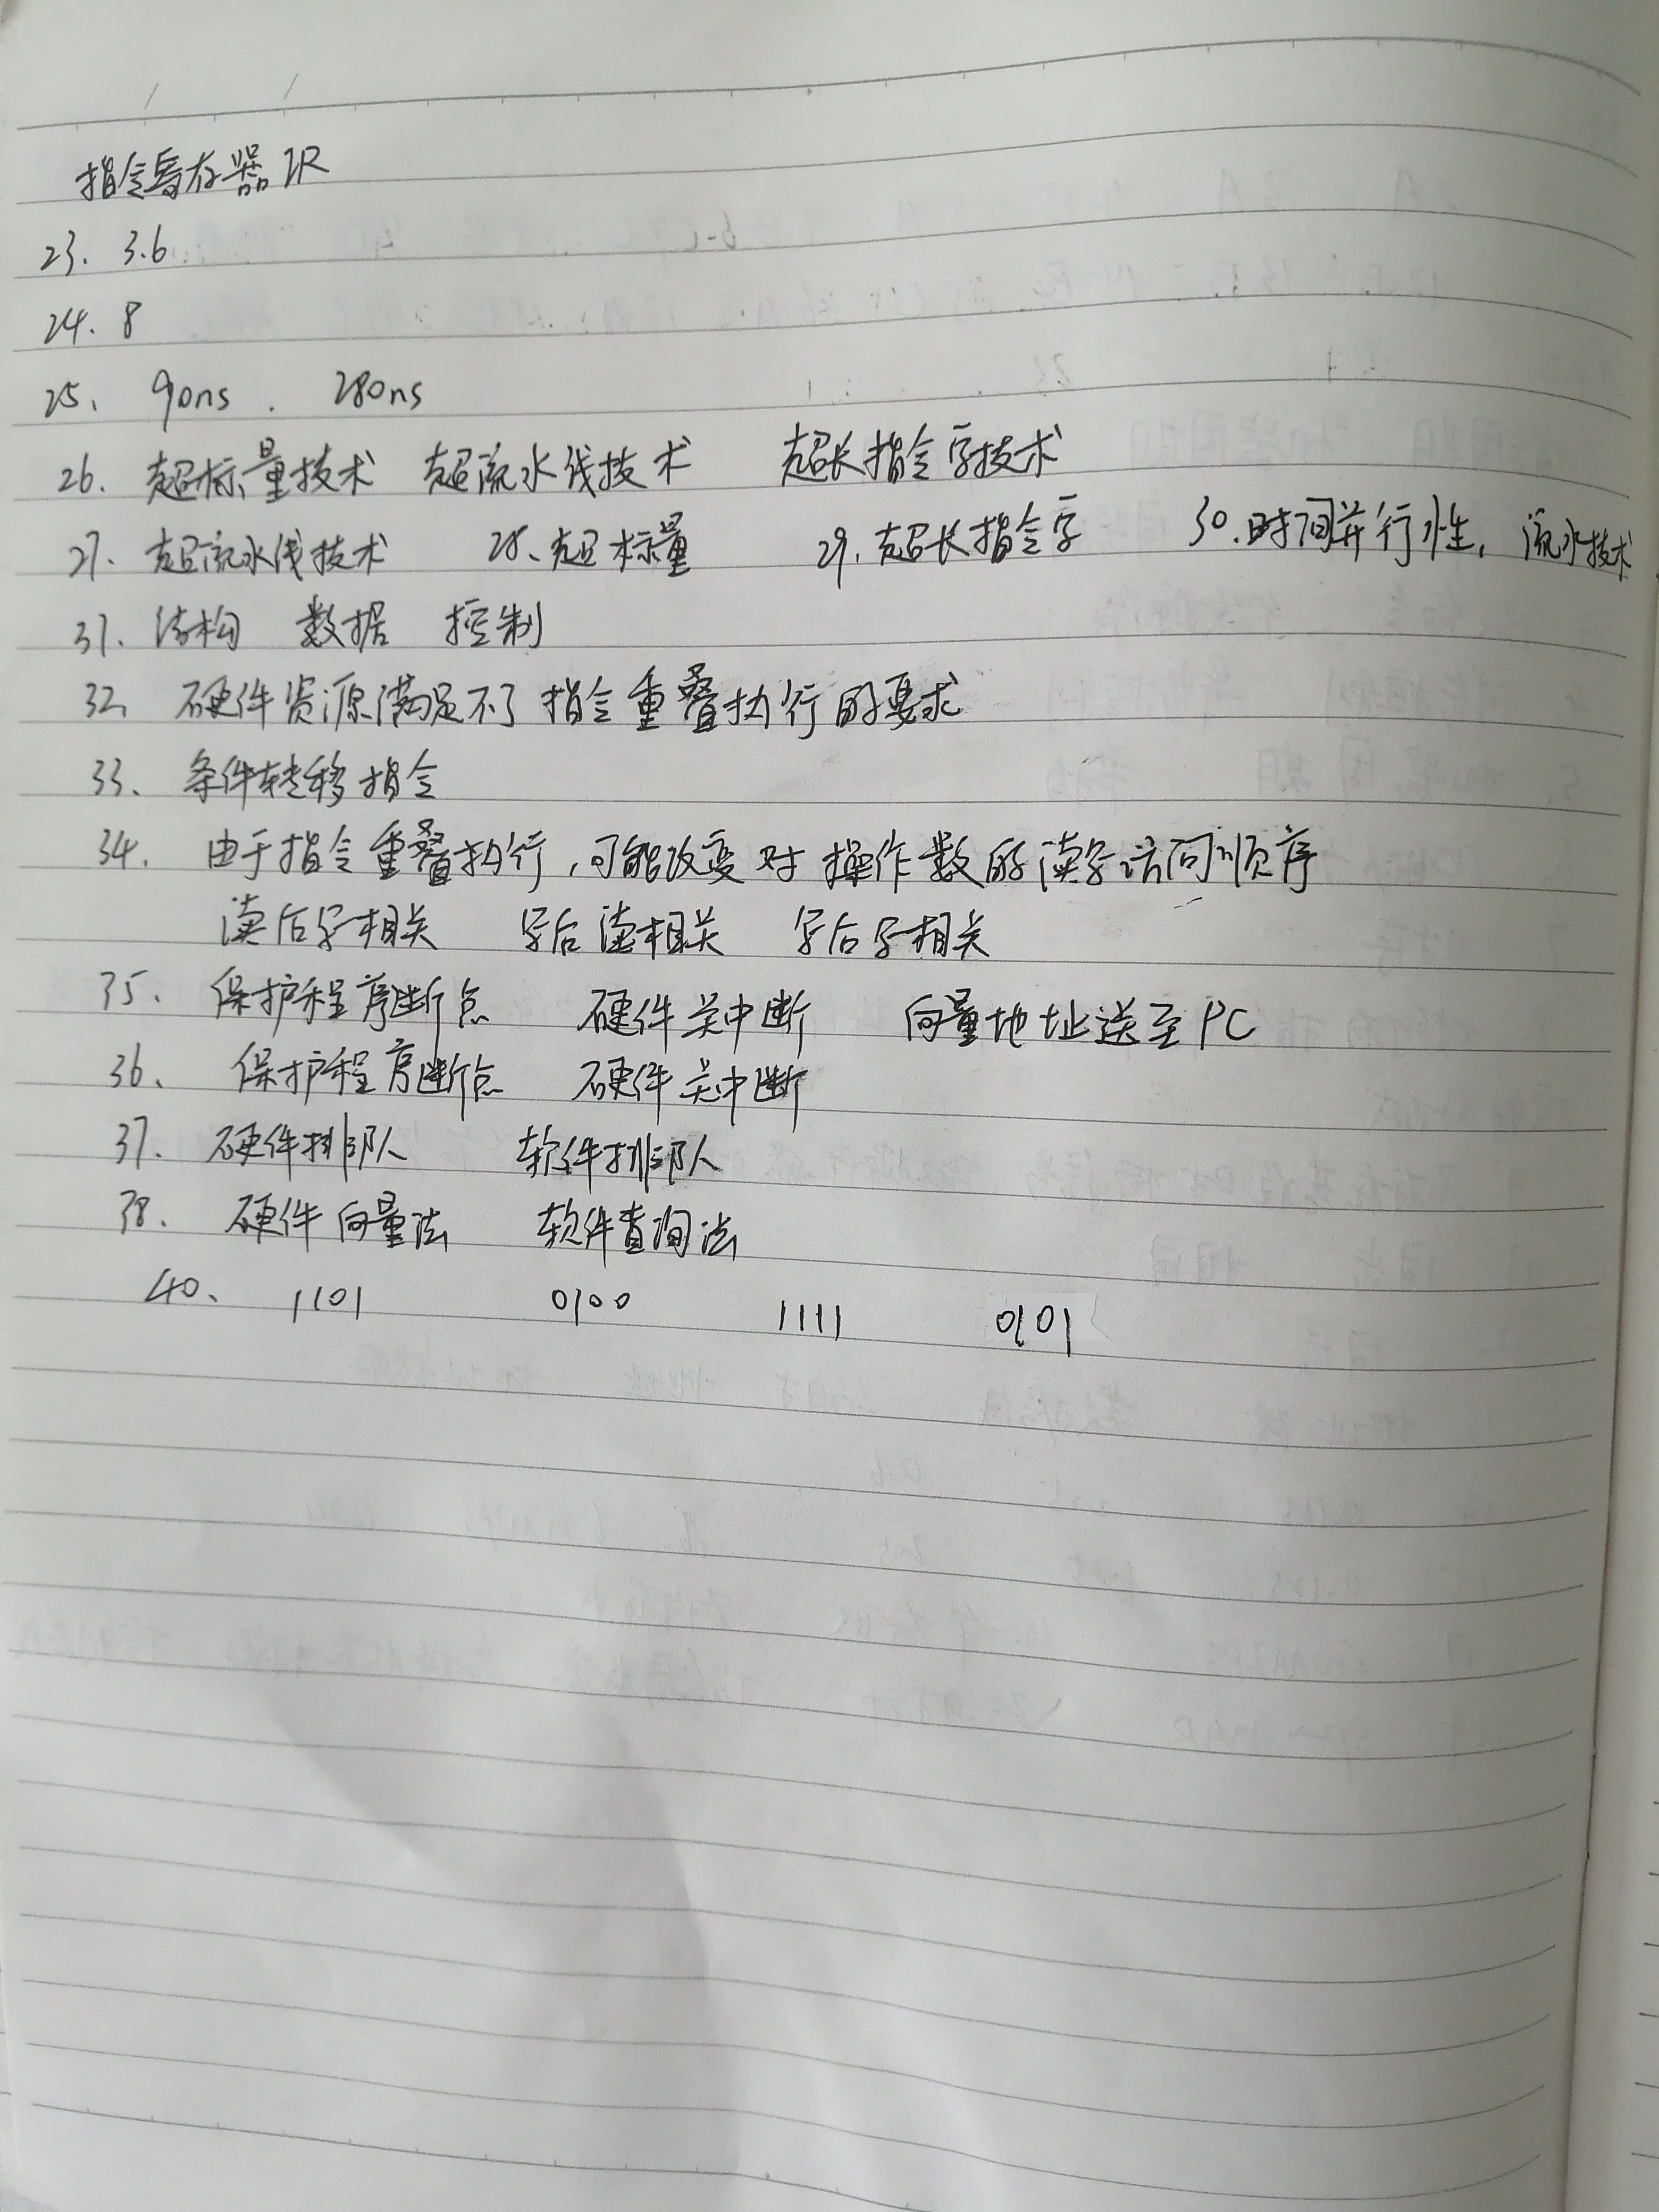 指令寄存器IR
23. 3.6
24. 8
25、 90ns . 280ns
26. 超标量技术 超流水线技术 超长指令字技术
27. 超流水线技术 28、超标量 29. 超长指令字 30.时间并行性, 流水技术
31. 结构 数据 控制
32、 硬件资源满足不了指令重叠执行的要求
33、 条件转移指令
34. 由于指令重叠执行,可能改变对操作数的读写访问顺序
读后写相关 写后读相关 写后写相关
35. 保护程序断点 硬件关中断 向量地址送至PC
36、 保护程序断点 硬件关中断
37. 硬件排队 软件排队
38. 硬件向量法 软件查询法
40、 1101 0100 1111 0101